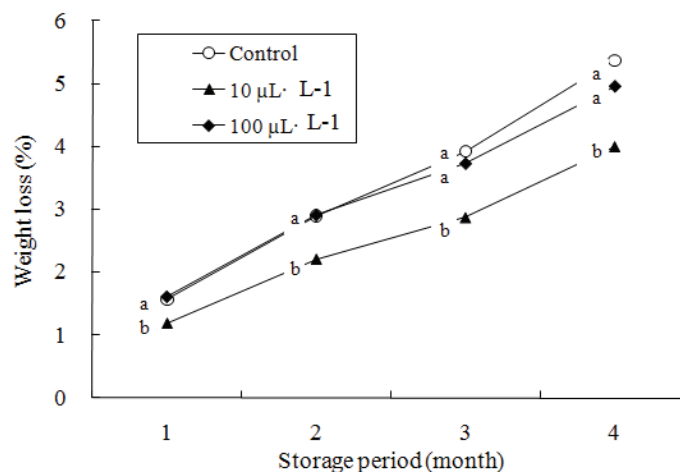 6
5
4
3
2
1
0
Weight loss (%)
Control
10 µL· L-1
100 µL· L-1
a
b
a
b
a
a
b
a
a
b
1
2
3
4
Storage period (month)